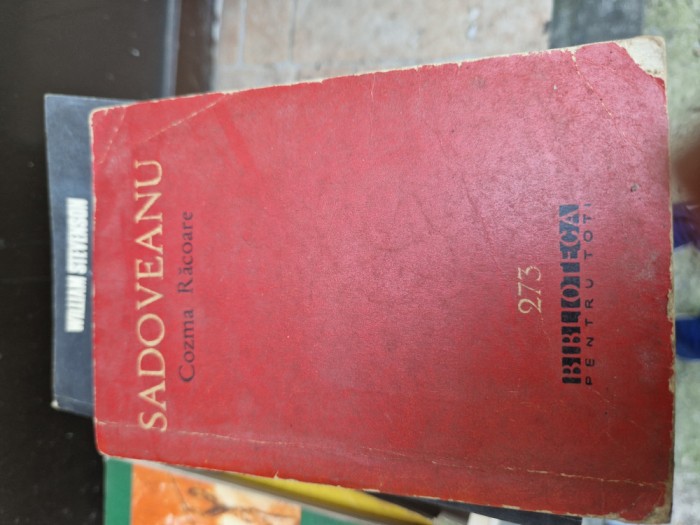 SADOVEANU
Cozma Răcoare
273
BIBLIOTECA
PENTRU TOȚI
WILLIAM STEVENSON